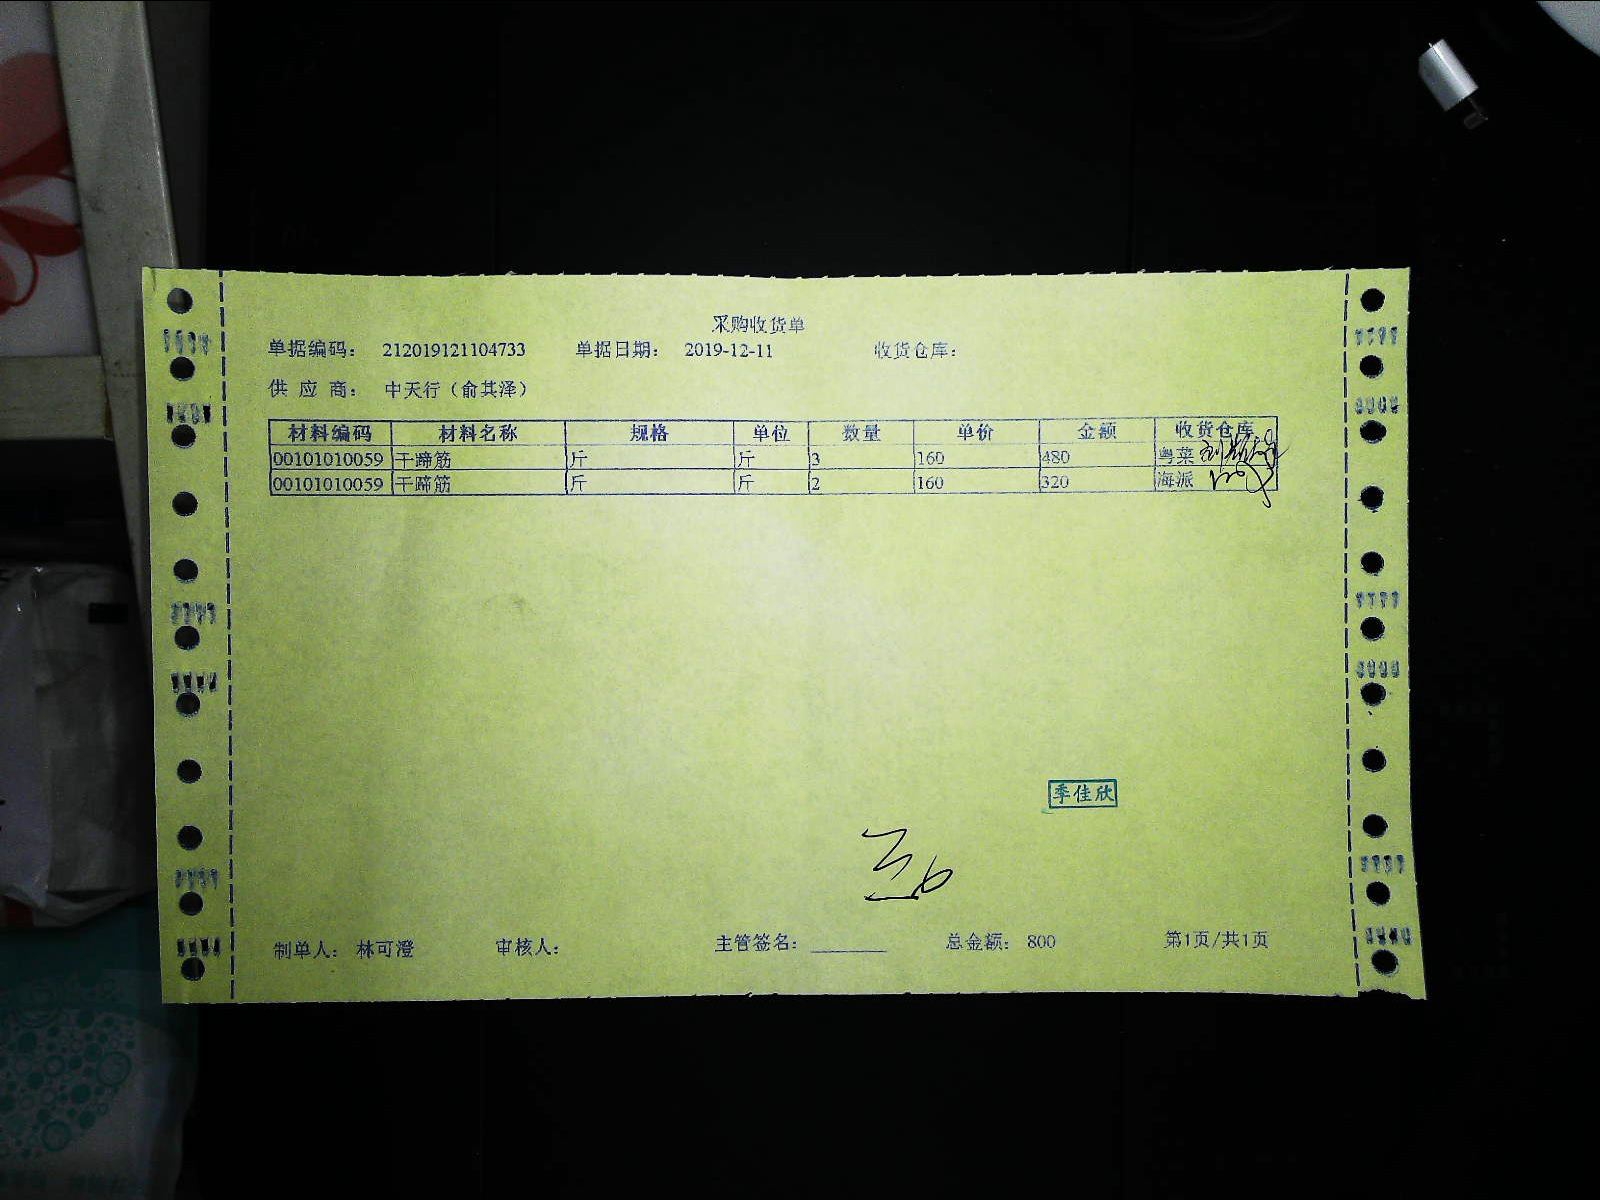 采购收货单
单据编码： 212019121104733 单据日期： 2019-12-11 收货仓库：
供 应 商： 中天行（俞其泽）
材料编码 材料名称 规格 单位 数量 单价 金额 收货仓库
00101010059 干蹄筋 斤 斤 3 160 480 粤菜
00101010059 干蹄筋 斤 斤 2 160 320 海派
季佳欣
制单人： 林可澄 审核人： 主管签名： 总金额： 800 第1页/共1页